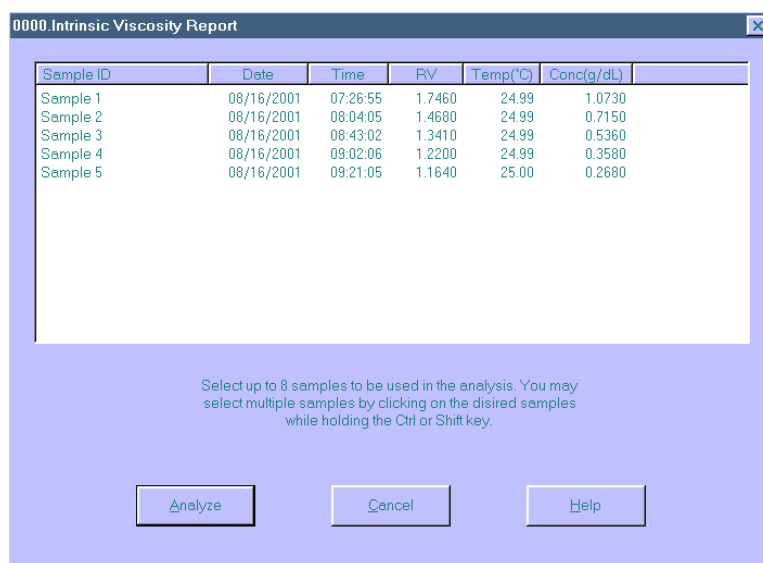 0000.Intrinsic Viscosity Report
Sample ID Date Time RV Temp(°C) Conc(g/dL)
Sample 1 08/16/2001 07:26:55 1.7460 24.99 1.0730
Sample 2 08/16/2001 08:04:05 1.4680 24.99 0.7150
Sample 3 08/16/2001 08:43:02 1.3410 24.99 0.5360
Sample 4 08/16/2001 09:02:06 1.2200 24.99 0.3580
Sample 5 08/16/2001 09:21:05 1.1640 25.00 0.2680
Select up to 8 samples to be used in the analysis. You may
select multiple samples by clicking on the disired samples
while holding the Ctrl or Shift key.
Analyze Cancel Help